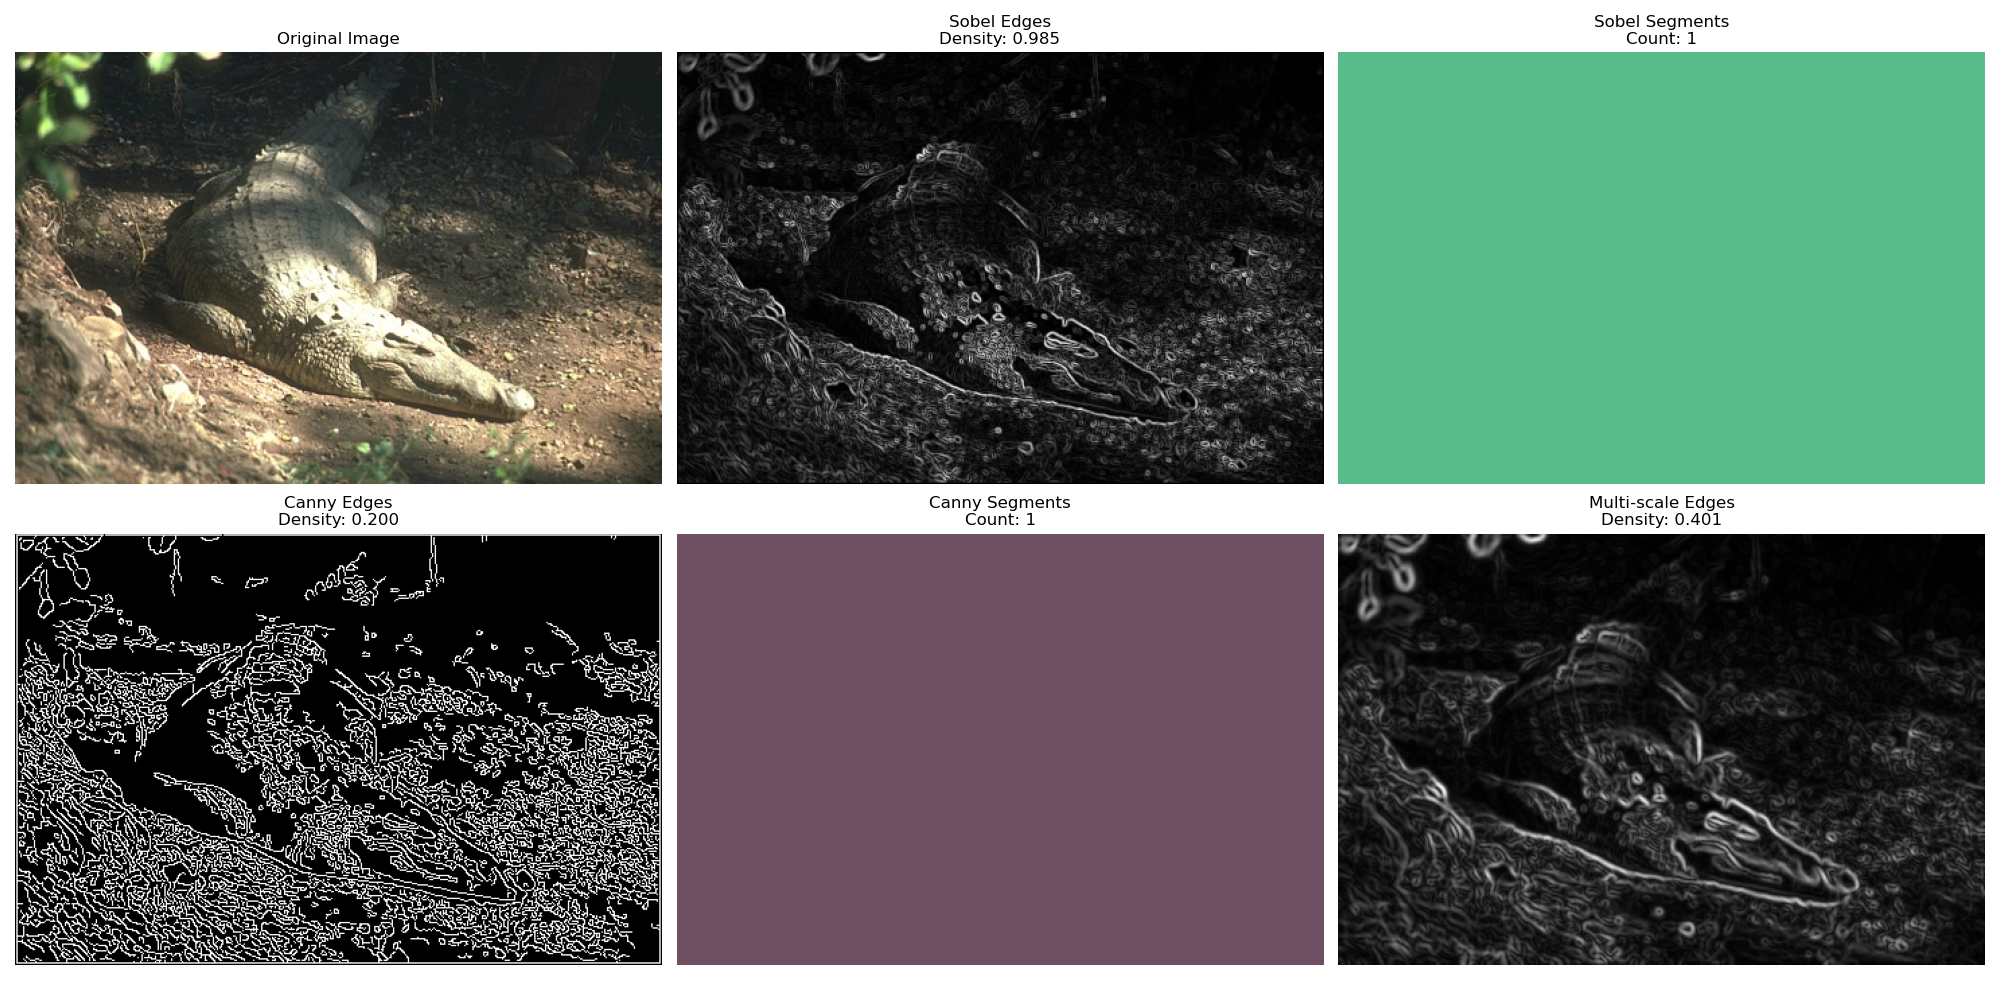 Original Image
Sobel Edges
Density: 0.985
Sobel Segments
Count: 1
Canny Edges
Density: 0.200
Canny Segments
Count: 1
Multi-scale Edges
Density: 0.401